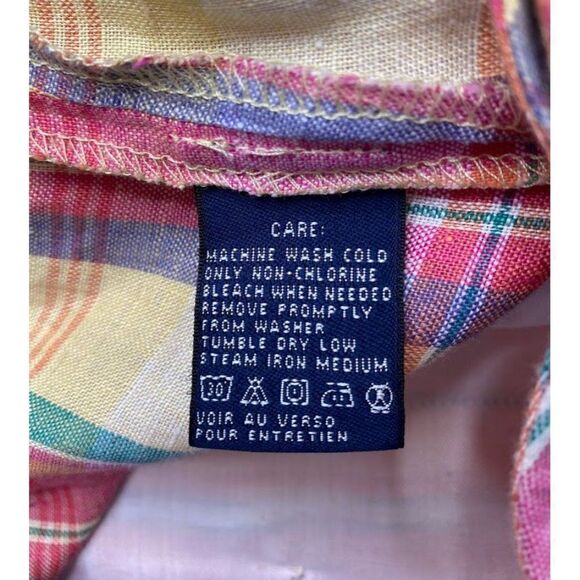 CARE:
MACHINE WASH COLD
ONLY NON-CHLORINE
BLEACH WHEN NEEDED
REMOVE PROMPTLY
FROM WASHER
TUMBLE DRY LOW
STEAM IRON MEDIUM
30
VOIR AU VERSO
POUR ENTRETIEN